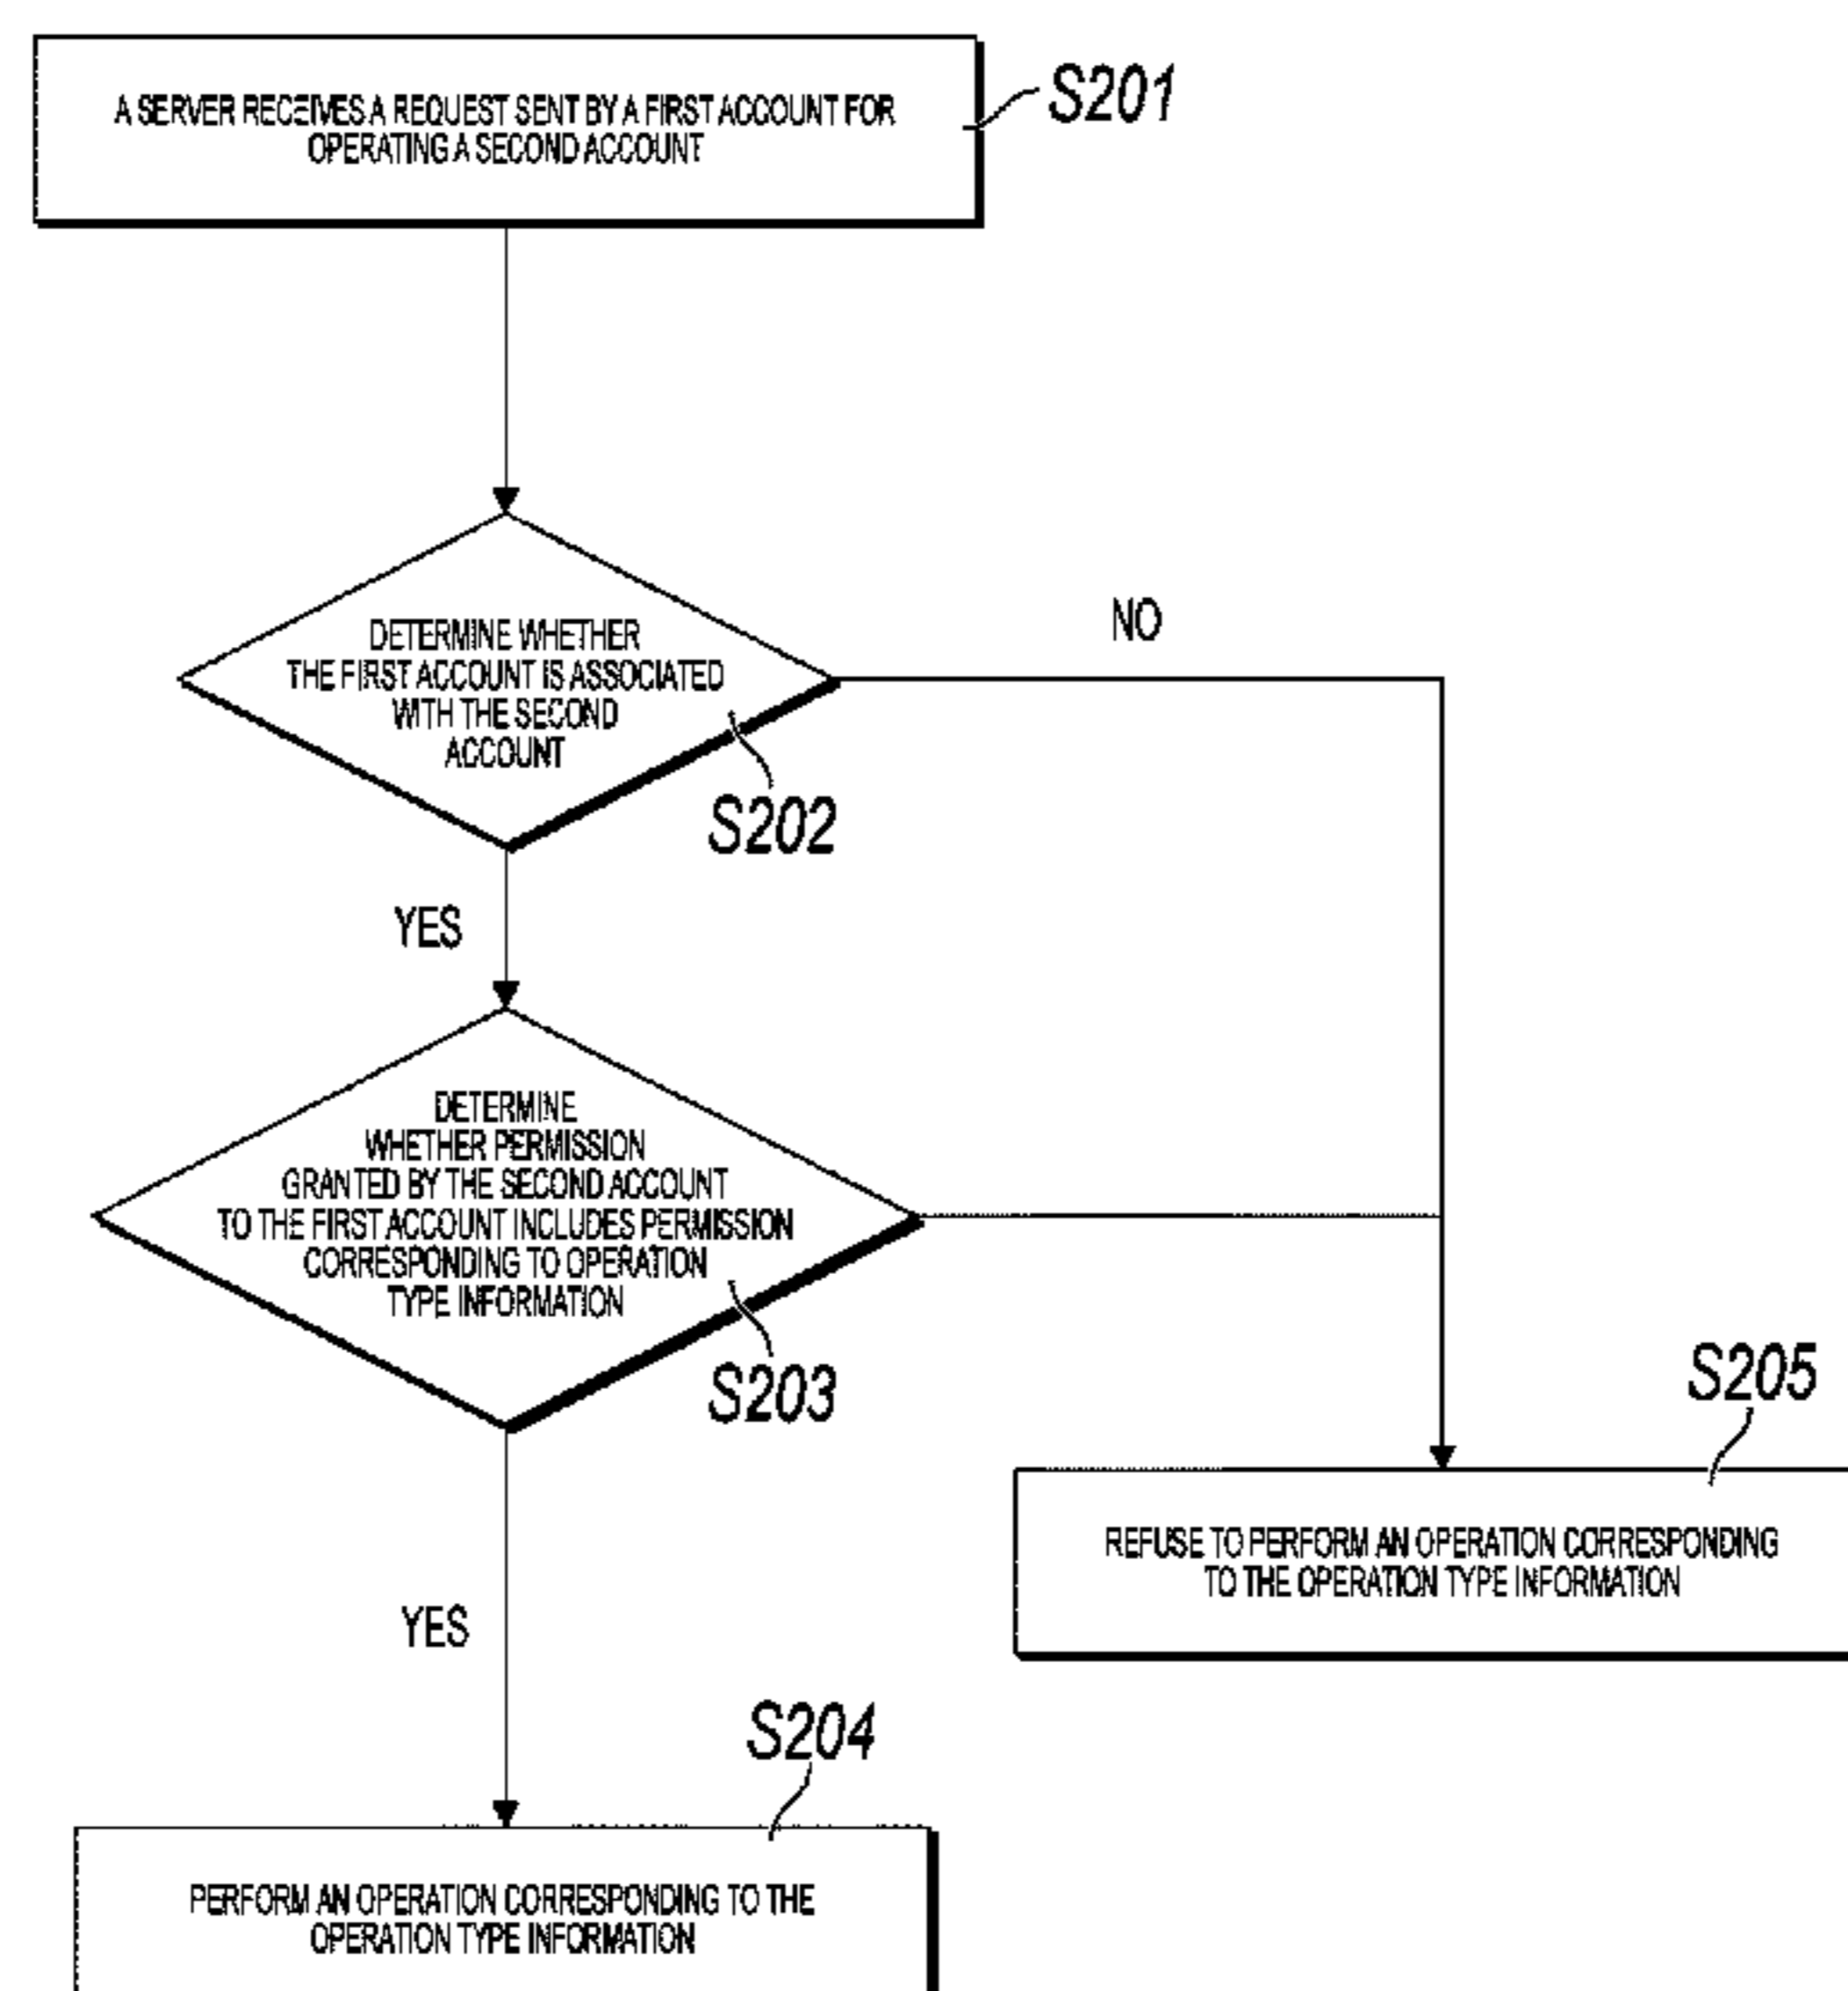 A SERVER RECEIVES A REQUEST SENT BY A FIRST ACCOUNT FOR
OPERATING A SECOND ACCOUNT
S201
DETERMINE WHETHER
THE FIRST ACCOUNT IS ASSOCIATED
WITH THE SECOND
ACCOUNT
S202
NO
YES
DETERMINE
WHETHER PERMISSION
GRANTED BY THE SECOND ACCOUNT
TO THE FIRST ACCOUNT INCLUDES PERMISSION
CORRESPONDING TO OPERATION
TYPE INFORMATION
S203
S205
REFUSE TO PERFORM AN OPERATION CORRESPONDING
TO THE OPERATION TYPE INFORMATION
YES
S204
PERFORM AN OPERATION CORRESPONDING TO THE
OPERATION TYPE INFORMATION